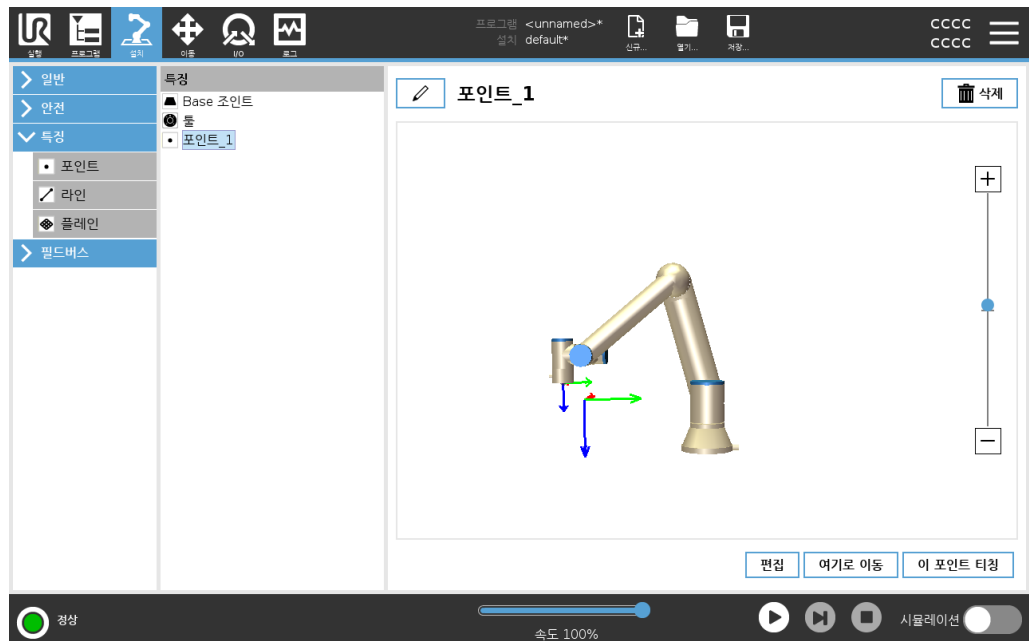 UR
실행
프로그램
설치
이동
I/O
로그
프로그램 <unnamed>*
설치 default*
신규...
열기...
저장...
CCCC
CCCC
일반
안전
특징
포인트
라인
플레인
필드버스
특징
Base 조인트
툴
포인트_1
포인트_1
삭제
편집
여기로 이동
이 포인트 티칭
정상
속도 100%
시뮬레이션